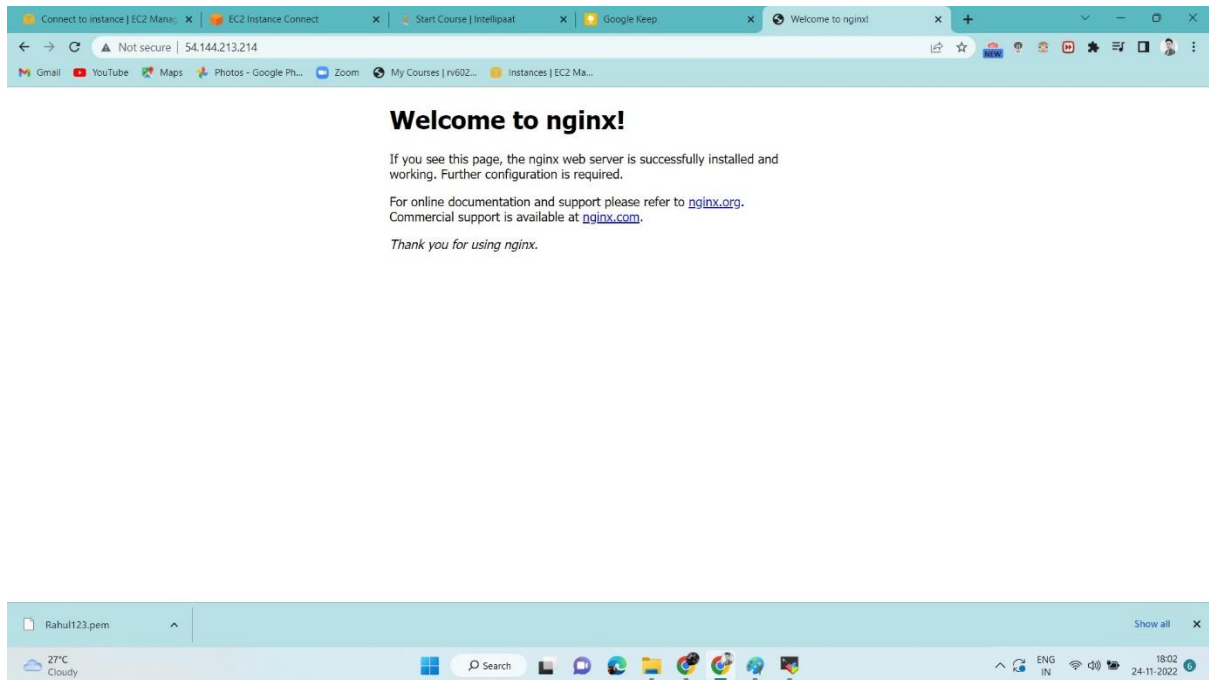 Connect to instance | EC2 Manag
EC2 Instance Connect
Start Course | Intellipaat
Google Keep
Welcome to nginx!
Not secure | 54.144.213.214
NEW
Gmail
YouTube
Maps
Photos - Google Ph...
Zoom
My Courses | rv602...
Instances | EC2 Ma...
Welcome to nginx!
If you see this page, the nginx web server is successfully installed and
working. Further configuration is required.
For online documentation and support please refer to nginx.org.
Commercial support is available at nginx.com.
Thank you for using nginx.
Rahul123.pem
Show all
27°C
Cloudy
Search
ENG
IN
18:02
24-11-2022
6